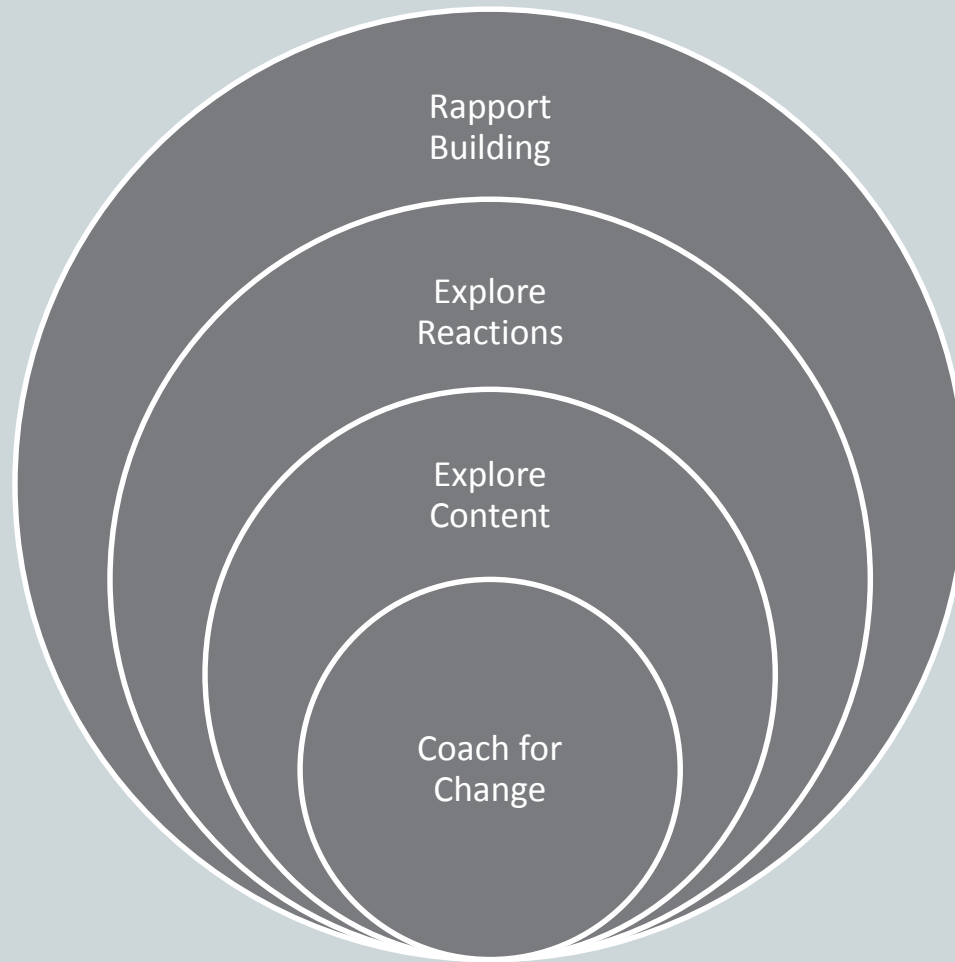 Rapport
Building
Explore
Reactions
Explore
Content
Coach for
Change